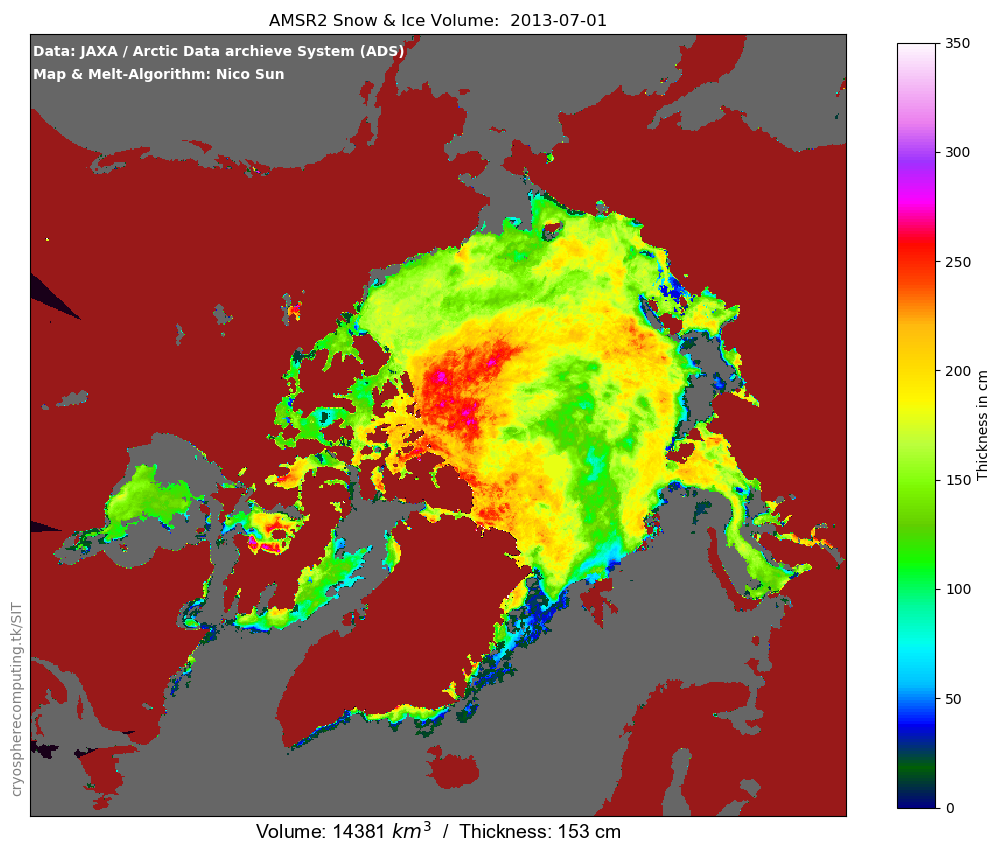 AMSR2 Snow & Ice Volume:  2013-07-01
Data: JAXA / Arctic Data archieve System (ADS)
Map & Melt-Algorithm: Nico Sun
350
300
250
200
150
100
50
0
Thickness in cm
cryospherecomputing.tk/SIT
Volume: 14381 km³  /  Thickness: 153 cm